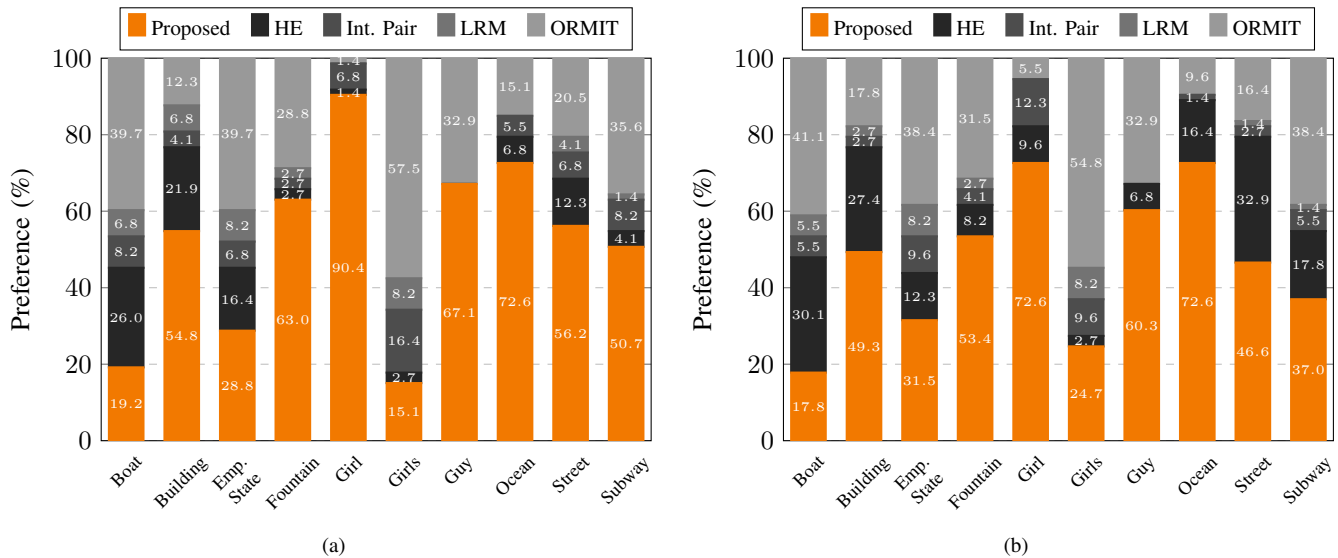 Proposed HE Int. Pair LRM ORMIT
Preference (%)
100
80
60
40
20
0
39.7 6.8 8.2 26.0 19.2
12.3 6.8 4.1 21.9 54.8
39.7 8.2 6.8 16.4 28.8
28.8 2.7 2.7 2.7 63.0
1.4 6.8 1.4 90.4
57.5 8.2 16.4 2.7 15.1
32.9 67.1
15.1 5.5 6.8 72.6
20.5 4.1 6.8 12.3 56.2
35.6 1.4 8.2 4.1 50.7
Boat Building Emp. State Fountain Girl Girls Guy Ocean Street Subway
(a)
Proposed HE Int. Pair LRM ORMIT
Preference (%)
100
80
60
40
20
0
41.1 5.5 5.5 30.1 17.8
17.8 2.7 2.7 27.4 49.3
38.4 8.2 9.6 12.3 31.5
31.5 2.7 4.1 8.2 53.4
5.5 12.3 9.6 72.6
54.8 8.2 9.6 2.7 24.7
32.9 6.8 60.3
9.6 1.4 16.4 72.6
16.4 1.4 2.7 32.9 46.6
38.4 1.4 5.5 17.8 37.0
Boat Building Emp. State Fountain Girl Girls Guy Ocean Street Subway
(b)